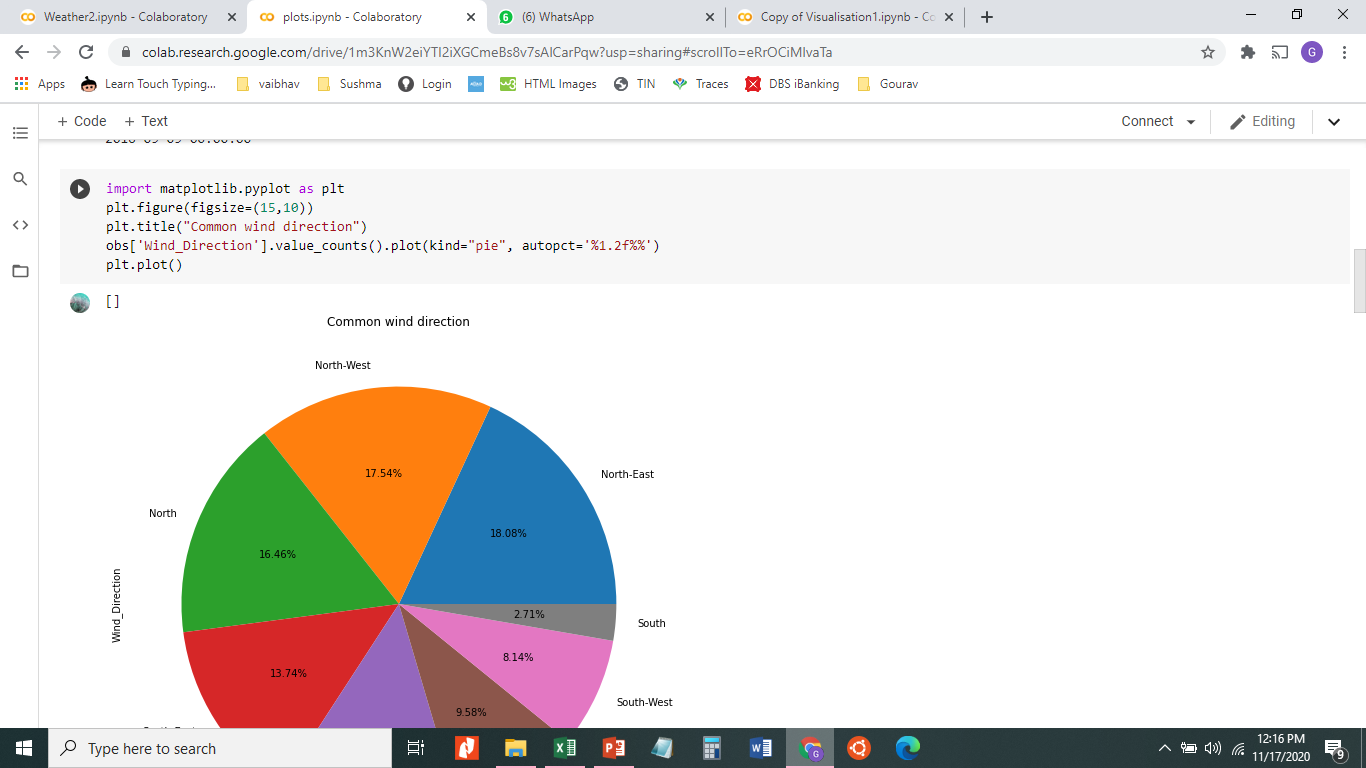 Weather2.ipynb - Colaboratory
plots.ipynb - Colaboratory
(6) WhatsApp
Copy of Visualisation1.ipynb - Co
colab.research.google.com/drive/1m3KnW2eiYTI2iXGCmeBs8v7sAlCarPqw?usp=sharing#scrollTo=eRrOCiMIvaTa
G
Apps
Learn Touch Typing...
vaibhav
Sushma
Login
HTML Images
TIN
Traces
DBS iBanking
Gourav
+ Code + Text
Connect
Editing
import matplotlib.pyplot as plt
plt.figure(figsize=(15,10))
plt.title("Common wind direction")
obs['Wind_Direction'].value_counts().plot(kind="pie", autopct='%1.2f%%')
plt.plot()
[]
Common wind direction
North-West
17.54%
North-East
18.08%
North
16.46%
Wind_Direction
2.71%
South
8.14%
13.74%
South-West
9.58%
Type here to search
12:16 PM
11/17/2020
9